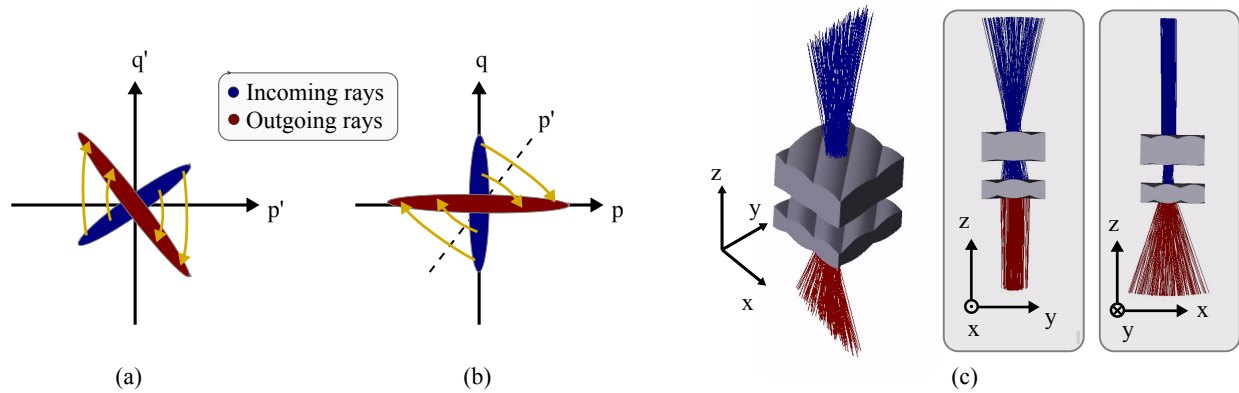 q'
Incoming rays
Outgoing rays
p'
(a)
q
p'
p
(b)
z
y
x
z
x
y
z
y
x
(c)